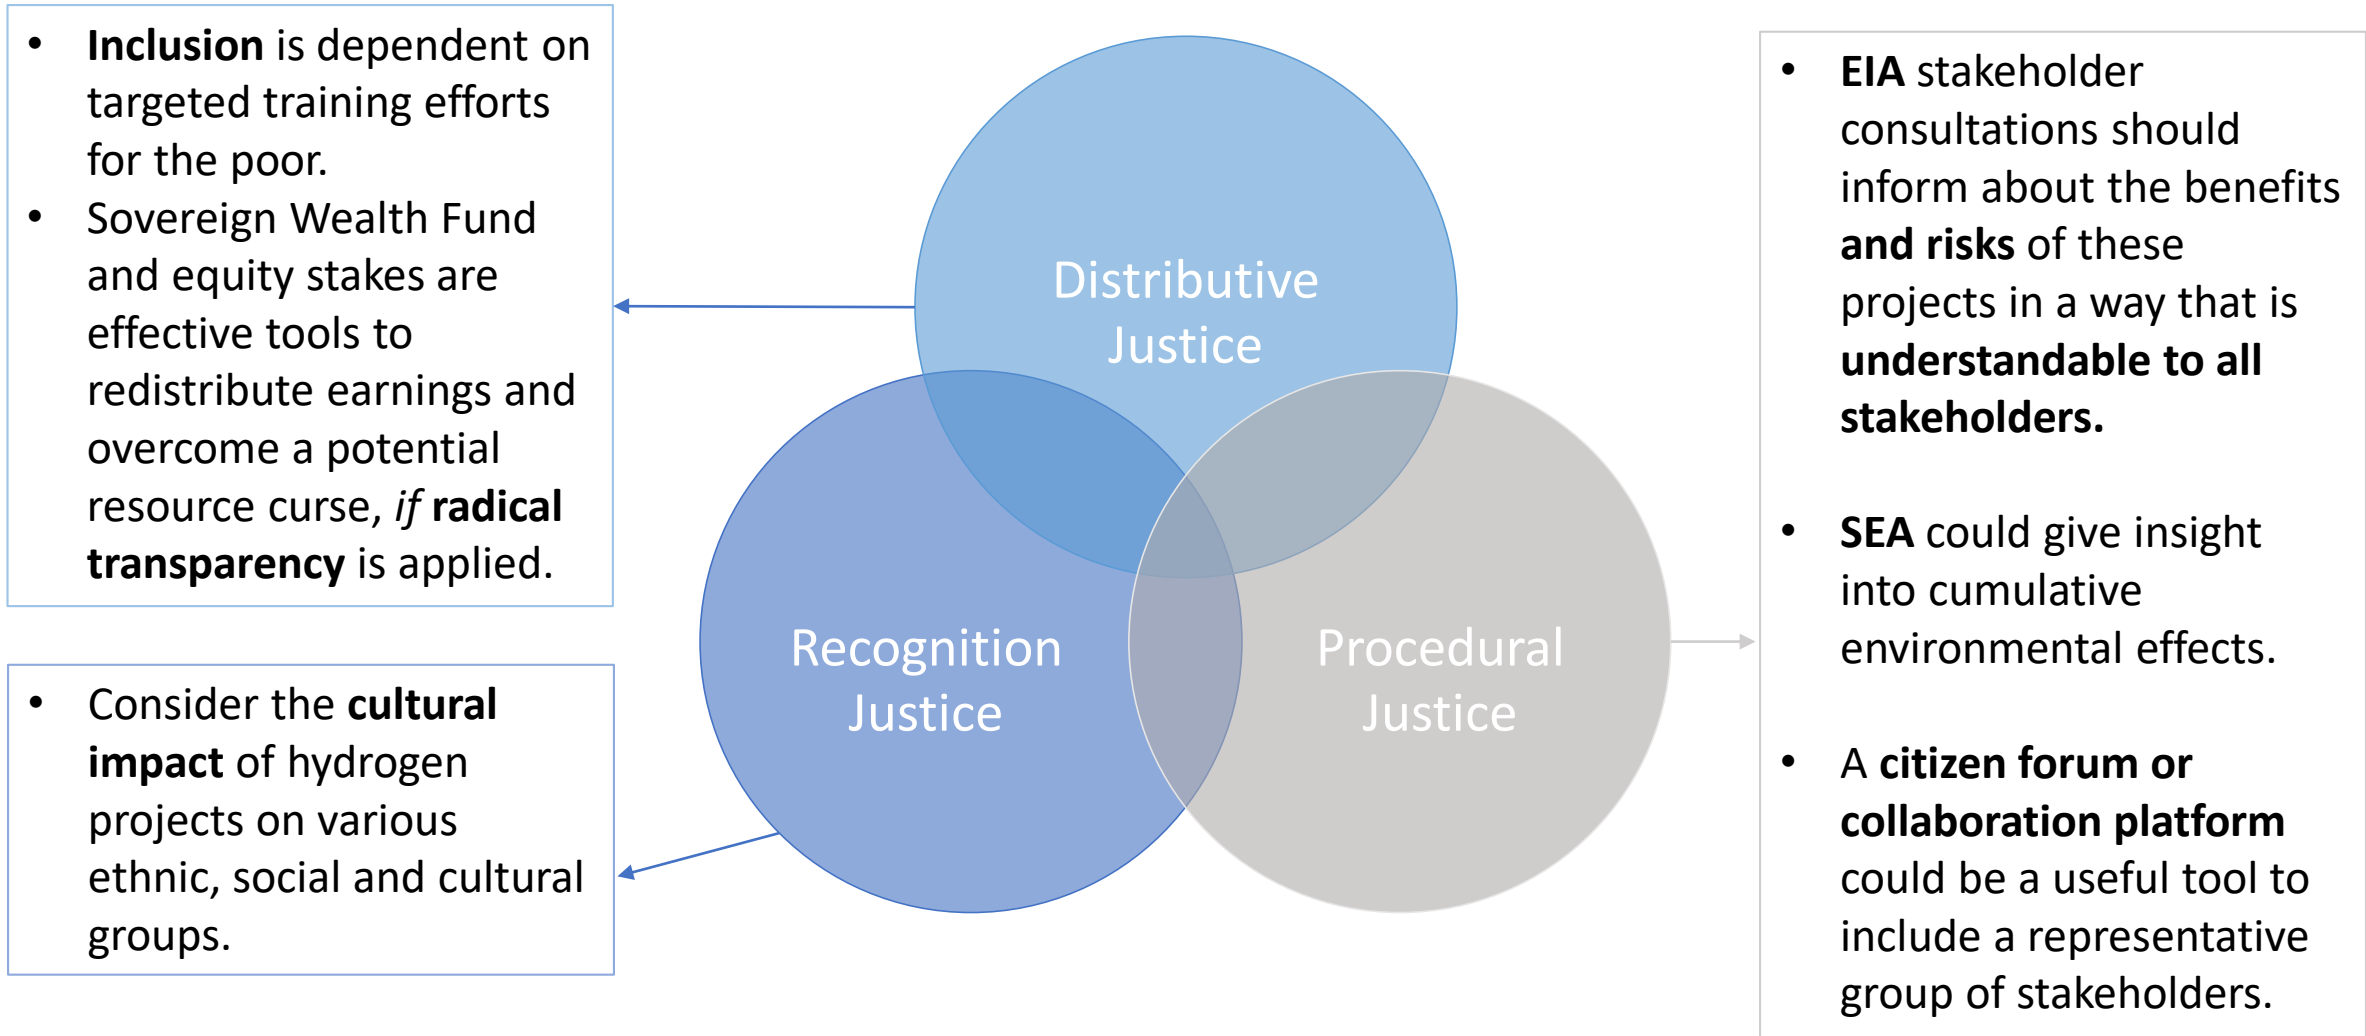 • Inclusion is dependent on
targeted training efforts
for the poor.
• Sovereign Wealth Fund
and equity stakes are
effective tools to
redistribute earnings and
overcome a potential
resource curse, if radical
transparency is applied.
• Consider the cultural
impact of hydrogen
projects on various
ethnic, social and cultural
groups.
Distributive
Justice
Recognition
Justice
Procedural
Justice
• EIA stakeholder
consultations should
inform about the benefits
and risks of these
projects in a way that is
understandable to all
stakeholders.
• SEA could give insight
into cumulative
environmental effects.
• A citizen forum or
collaboration platform
could be a useful tool to
include a representative
group of stakeholders.